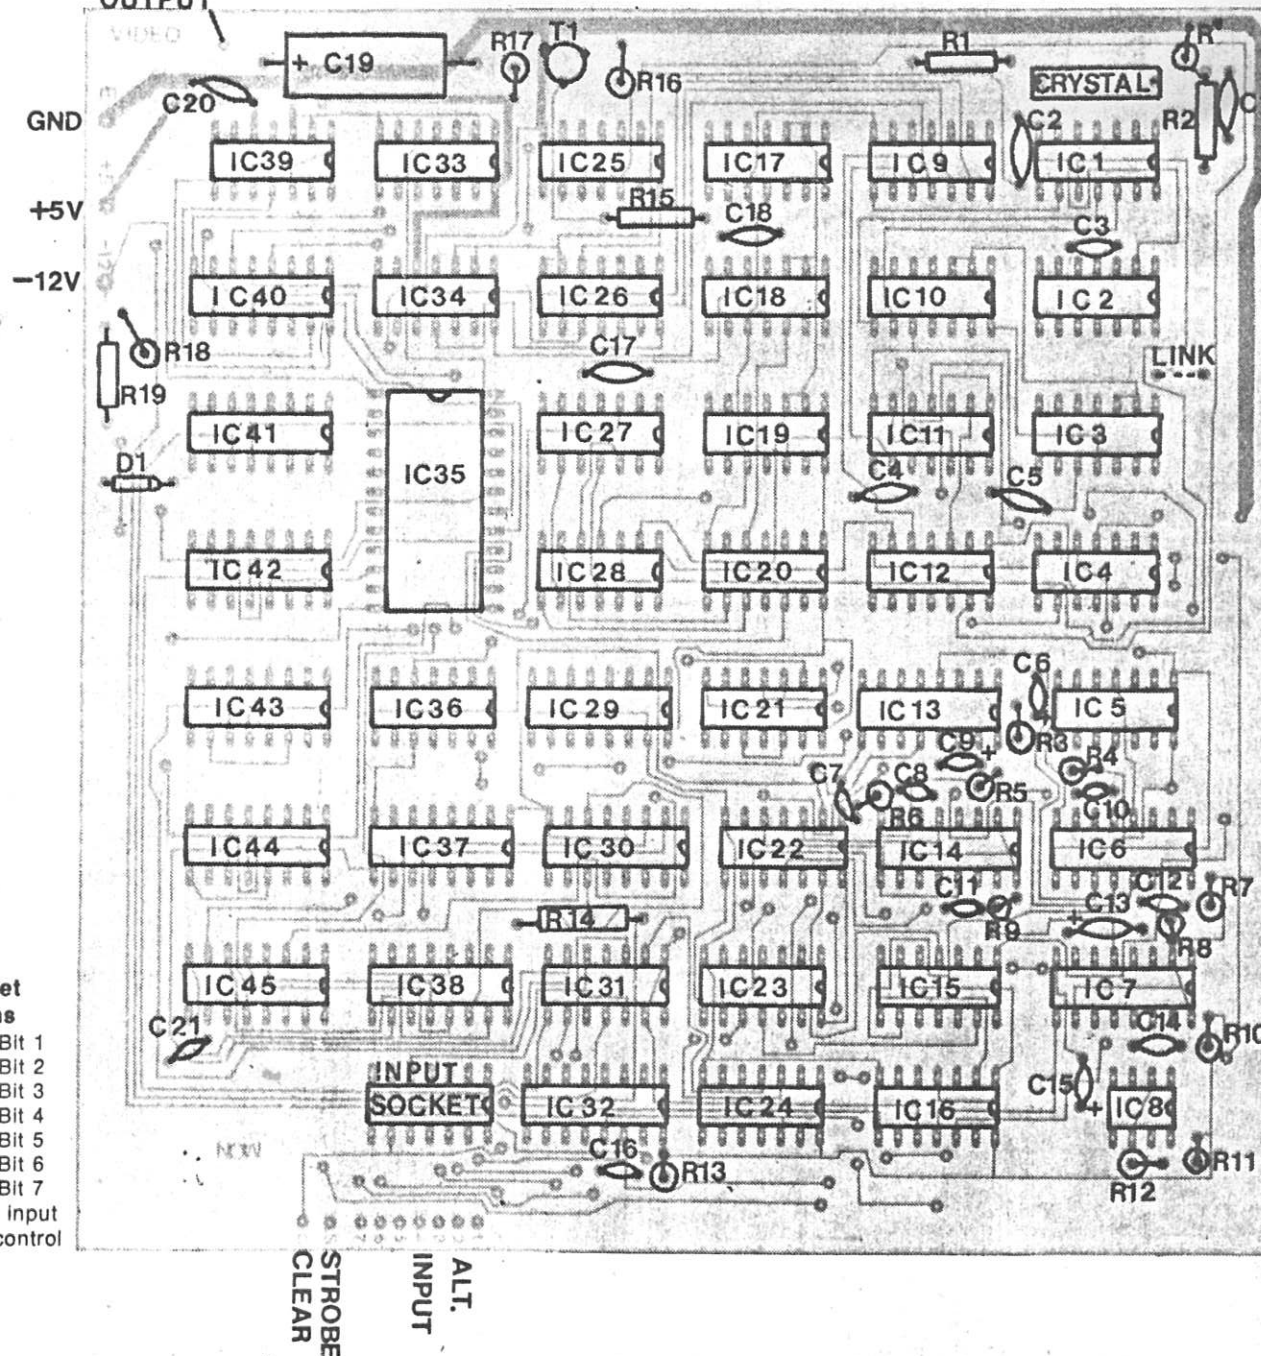 OUTPUT
VIDEO
C19
+
R17
T1
R16
R1
CRYSTAL
R
C20
GND
R2
C
C2
IC39
IC33
IC25
IC17
IC9
IC1
+5V
R15
C18
C3
-12V
IC40
IC34
IC26
IC18
IC10
IC2
R18
C17
LINK
R19
IC41
IC27
IC19
IC11
IC3
D1
IC35
C4
C5
IC42
IC28
IC20
IC12
IC4
C6
IC43
IC36
IC29
IC21
IC13
IC5
+
R3
C9
+
R4
C7
C8
R5
C10
R6
IC44
IC37
IC30
IC22
IC14
IC6
C11
C12
R7
R14
R9
+
C13
R8
IC45
IC38
IC31
IC23
IC15
IC7
C21
C14
R10
INPUT
SOCKET
IC32
IC24
IC16
C15
+
IC8
C16
R13
R12
R11
et
ns
Bit 1
Bit 2
Bit 3
Bit 4
Bit 5
Bit 6
Bit 7
input
control
CLEAR
STROBE
INPUT
ALT.